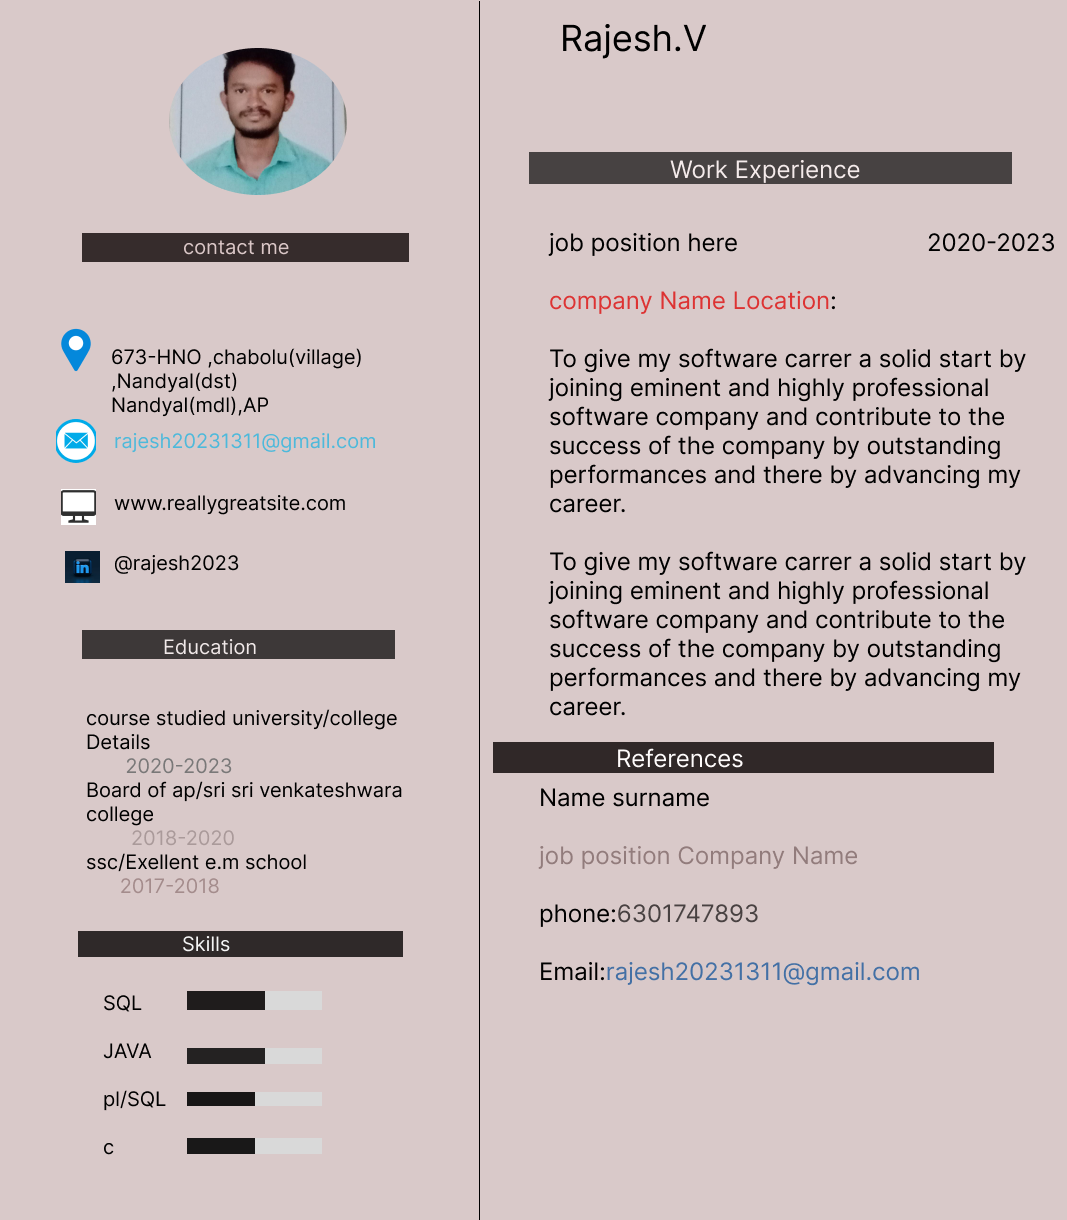 contact me
673-HNO ,chabolu(village)
,Nandyal(dst)
Nandyal(mdl),AP
rajesh20231311@gmail.com
www.reallygreatsite.com
in
@rajesh2023
Education
course studied university/college
Details
2020-2023
Board of ap/sri sri venkateshwara
college
2018-2020
ssc/Exellent e.m school
2017-2018
Skills
SQL
JAVA
pl/SQL
c
Rajesh.V
Work Experience
job position here 2020-2023
company Name Location:
To give my software carrer a solid start by
joining eminent and highly professional
software company and contribute to the
success of the company by outstanding
performances and there by advancing my
career.
To give my software carrer a solid start by
joining eminent and highly professional
software company and contribute to the
success of the company by outstanding
performances and there by advancing my
career.
References
Name surname
job position Company Name
phone:6301747893
Email:rajesh20231311@gmail.com